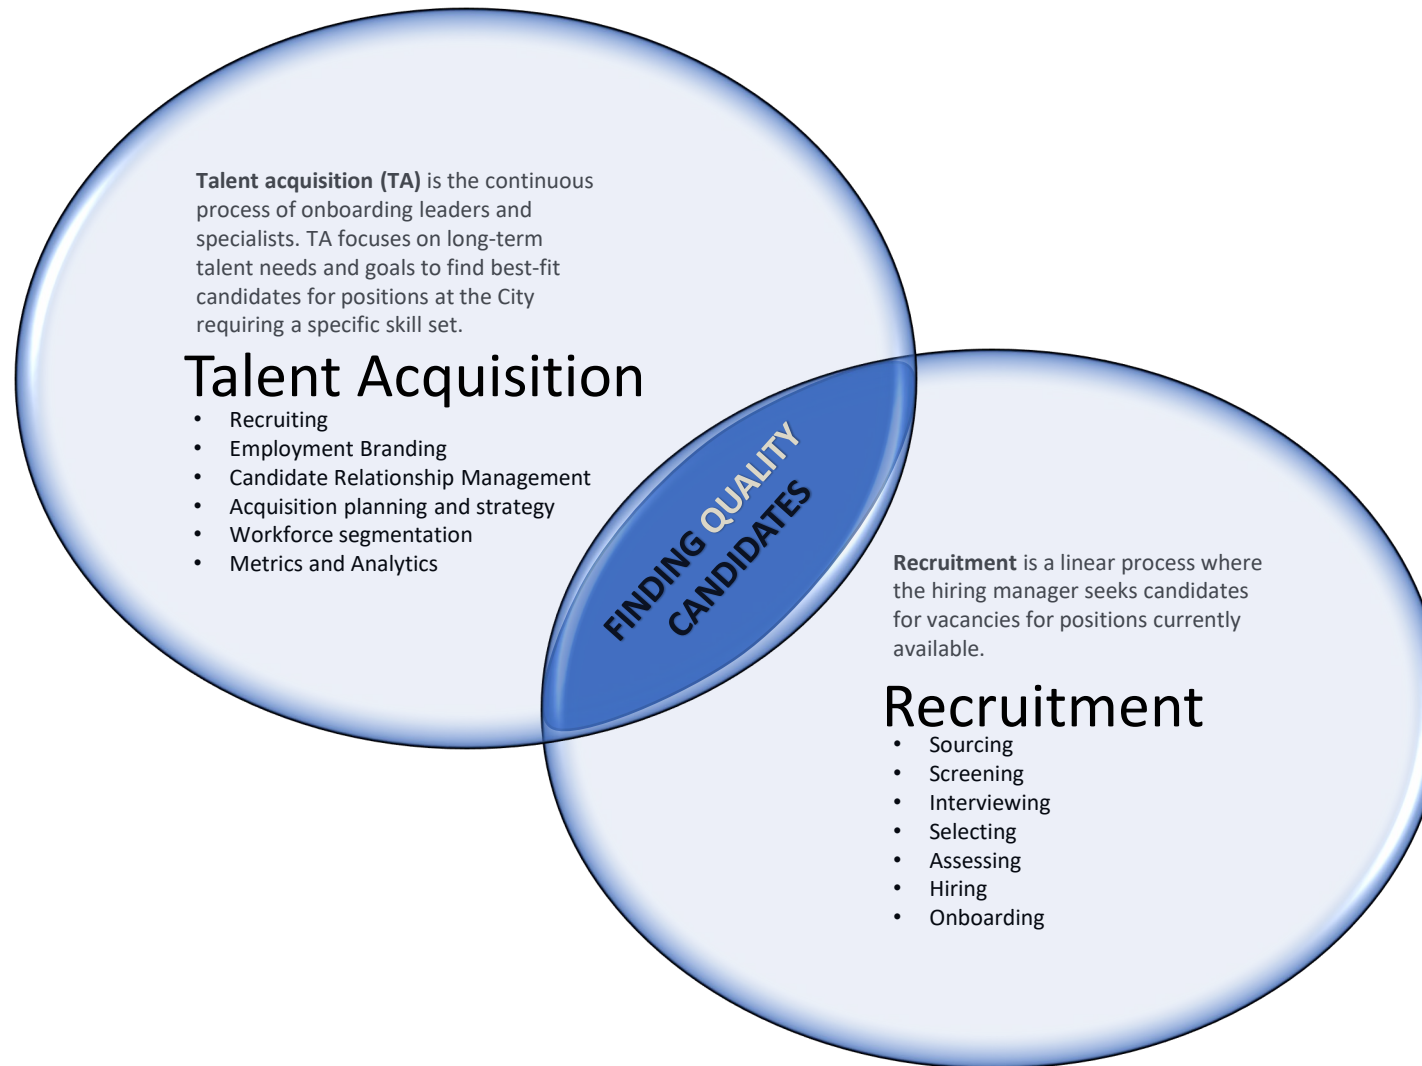 Talent acquisition (TA) is the continuous
process of onboarding leaders and
specialists. TA focuses on long-term
talent needs and goals to find best-fit
candidates for positions at the City
requiring a specific skill set.
Talent Acquisition
• Recruiting
• Employment Branding
• Candidate Relationship Management
• Acquisition planning and strategy
• Workforce segmentation
• Metrics and Analytics
FINDING QUALITY
CANDIDATES
Recruitment is a linear process where
the hiring manager seeks candidates
for vacancies for positions currently
available.
Recruitment
• Sourcing
• Screening
• Interviewing
• Selecting
• Assessing
• Hiring
• Onboarding